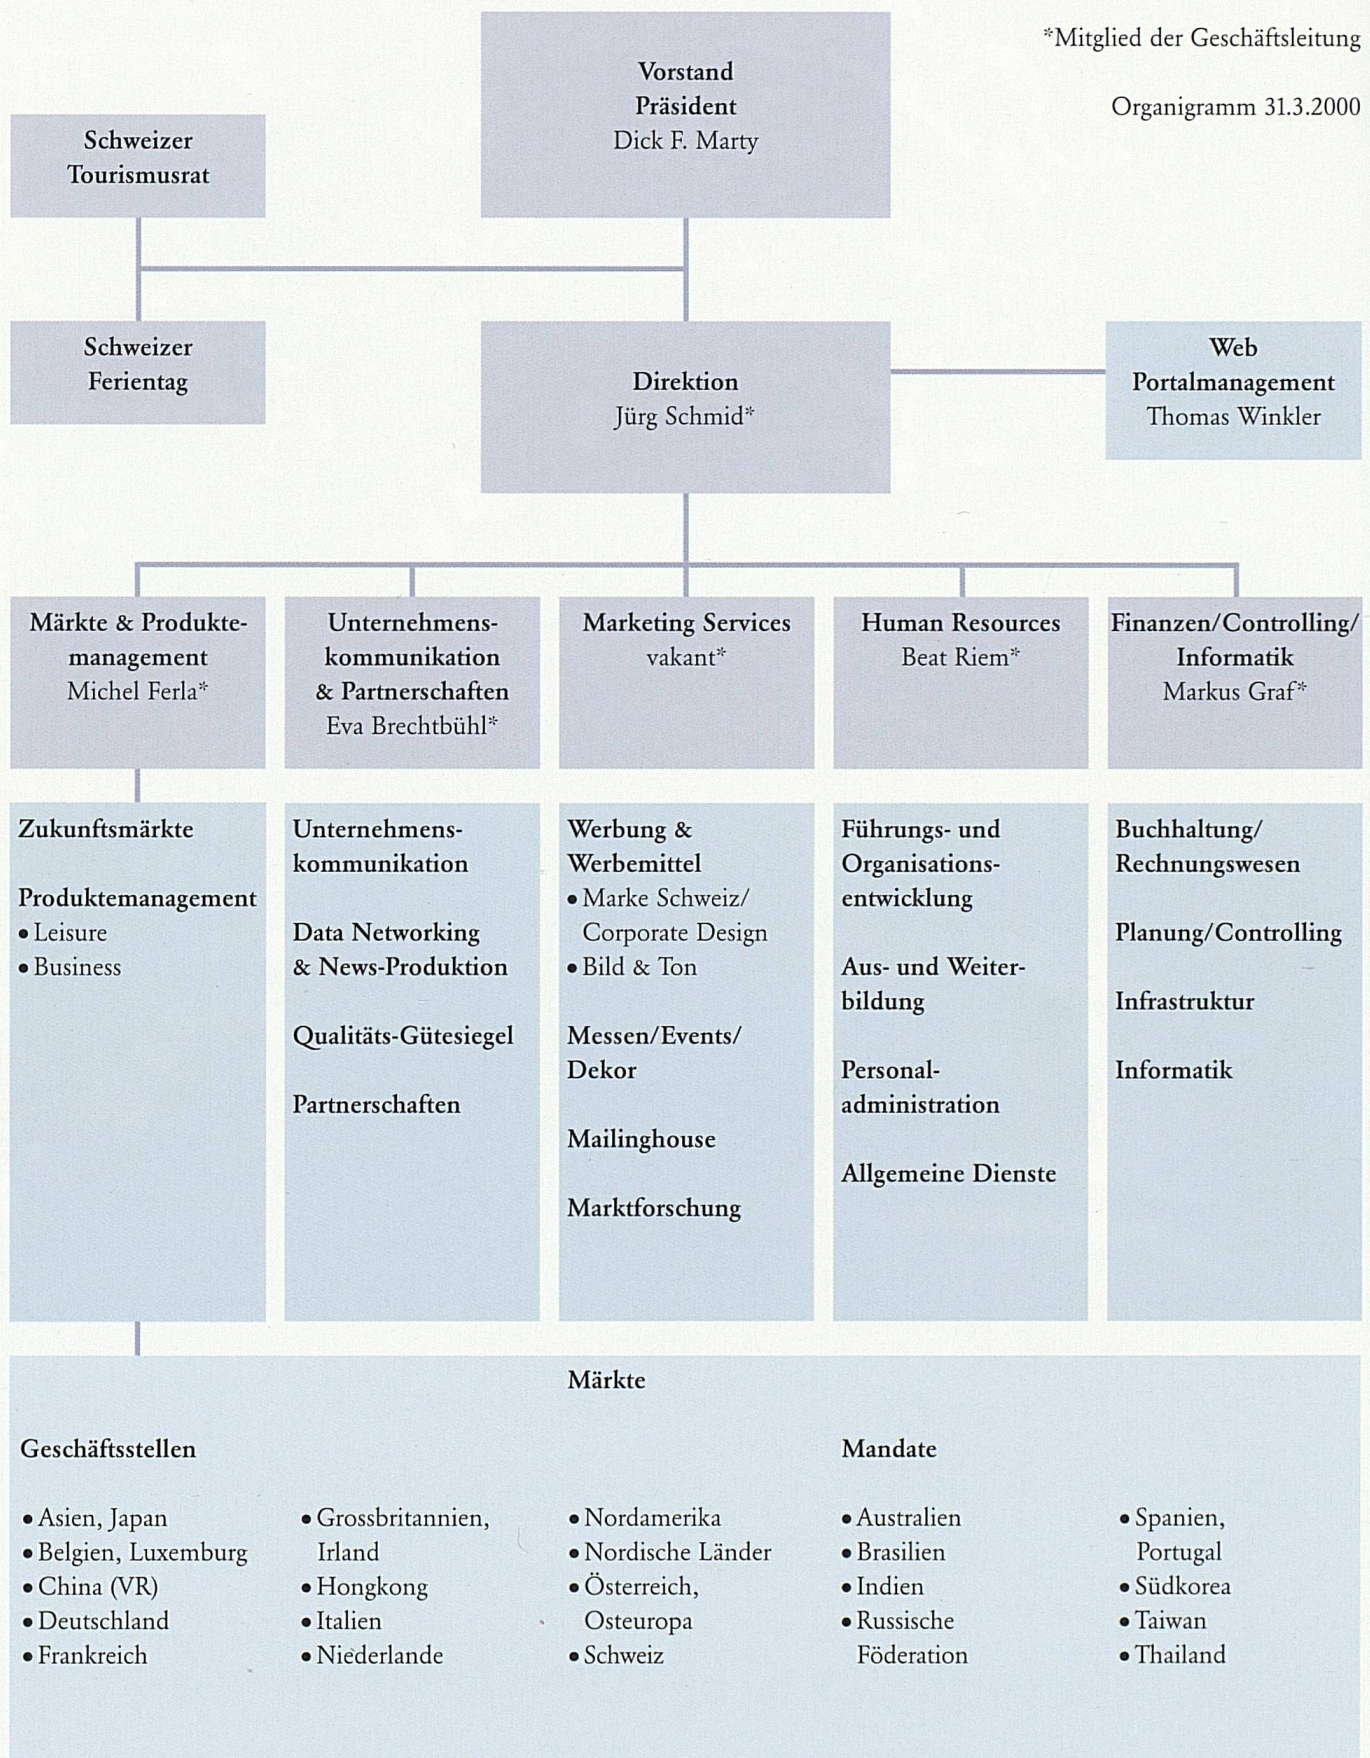 *Mitglied der Geschäftsleitung
Organigramm 31.3.2000
Vorstand
Präsident
Dick F. Marty
Schweizer
Tourismusrat
Schweizer
Ferientag
Direktion
Jürg Schmid*
Web
Portalmanagement
Thomas Winkler
Märkte & Produkte-
management
Michel Ferla*
Unternehmens-
kommunikation
& Partnerschaften
Eva Brechtbühl*
Marketing Services
vakant*
Human Resources
Beat Riem*
Finanzen/Controlling/
Informatik
Markus Graf*
Zukunftsmärkte
Produktemanagement
• Leisure
• Business
Unternehmens-
kommunikation
Data Networking
& News-Produktion
Qualitäts-Gütesiegel
Partnerschaften
Werbung &
Werbemittel
• Marke Schweiz/
Corporate Design
• Bild & Ton
Messen/Events/
Dekor
Mailinghouse
Marktforschung
Führungs- und
Organisations-
entwicklung
Aus- und Weiter-
bildung
Personal-
administration
Allgemeine Dienste
Buchhaltung/
Rechnungswesen
Planung/Controlling
Infrastruktur
Informatik
Märkte
Geschäftsstellen
• Asien, Japan
• Belgien, Luxemburg
• China (VR)
• Deutschland
• Frankreich
• Grossbritannien,
Irland
• Hongkong
• Italien
• Niederlande
• Nordamerika
• Nordische Länder
• Österreich,
Osteuropa
• Schweiz
Mandate
• Australien
• Brasilien
• Indien
• Russische
Föderation
• Spanien,
Portugal
• Südkorea
• Taiwan
• Thailand